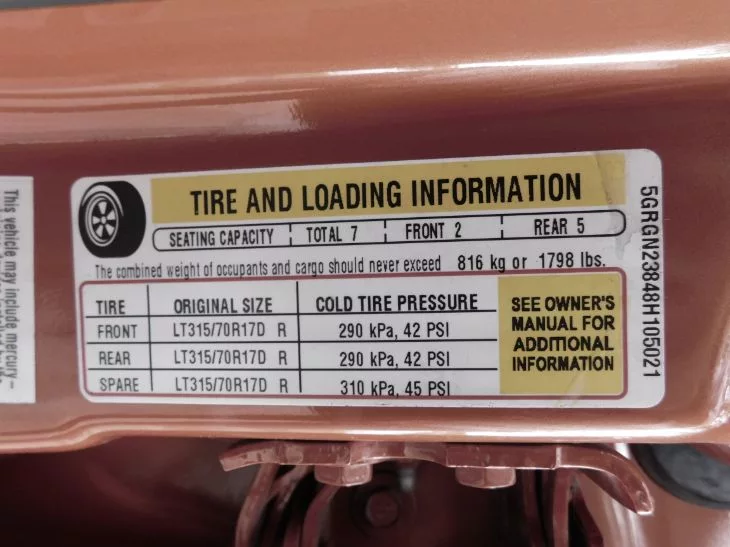 TIRE AND LOADING INFORMATION
SEATING CAPACITY TOTAL 7 FRONT 2 REAR 5
The combined weight of occupants and cargo should never exceed 816 kg or 1798 lbs.
TIRE ORIGINAL SIZE COLD TIRE PRESSURE
FRONT LT315/70R17D R 290 kPa, 42 PSI
REAR LT315/70R17D R 290 kPa, 42 PSI
SPARE LT315/70R17D R 310 kPa, 45 PSI
SEE OWNER'S
MANUAL FOR
ADDITIONAL
INFORMATION
5GRGN23848H105021
This vehicle may include mercury-